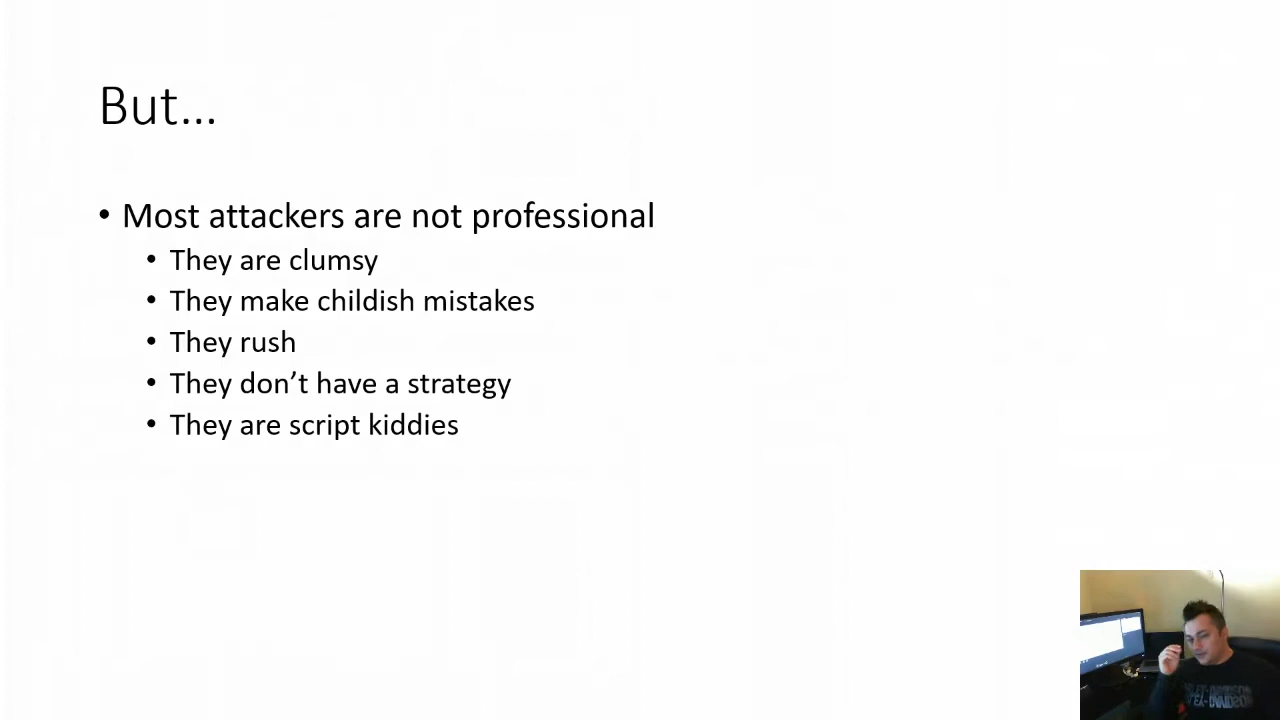 But...
• Most attackers are not professional
• They are clumsy
• They make childish mistakes
• They rush
• They don’t have a strategy
• They are script kiddies